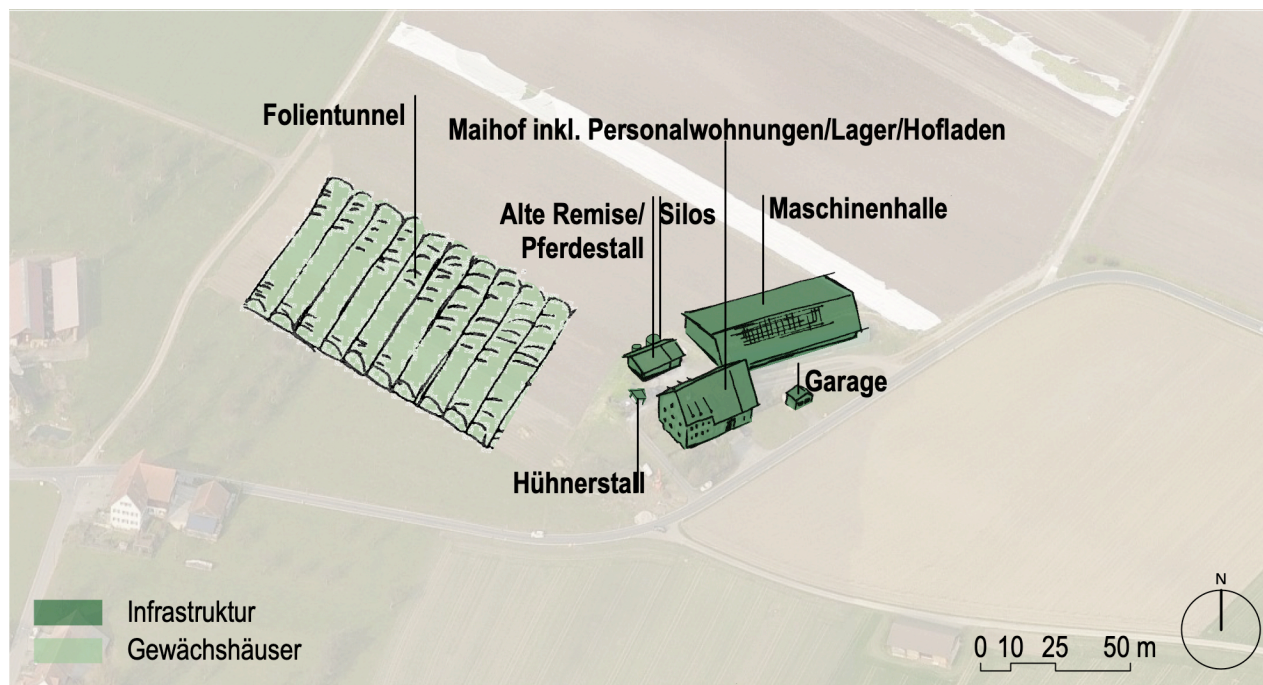 Folientunnel
Maihof inkl. Personalwohnungen/Lager/Hofladen
Alte Remise/
Pferdestall
Silos
Maschinenhalle
Garage
Hühnerstall
Infrastruktur
Gewächshäuser
N
0 10 25 50 m